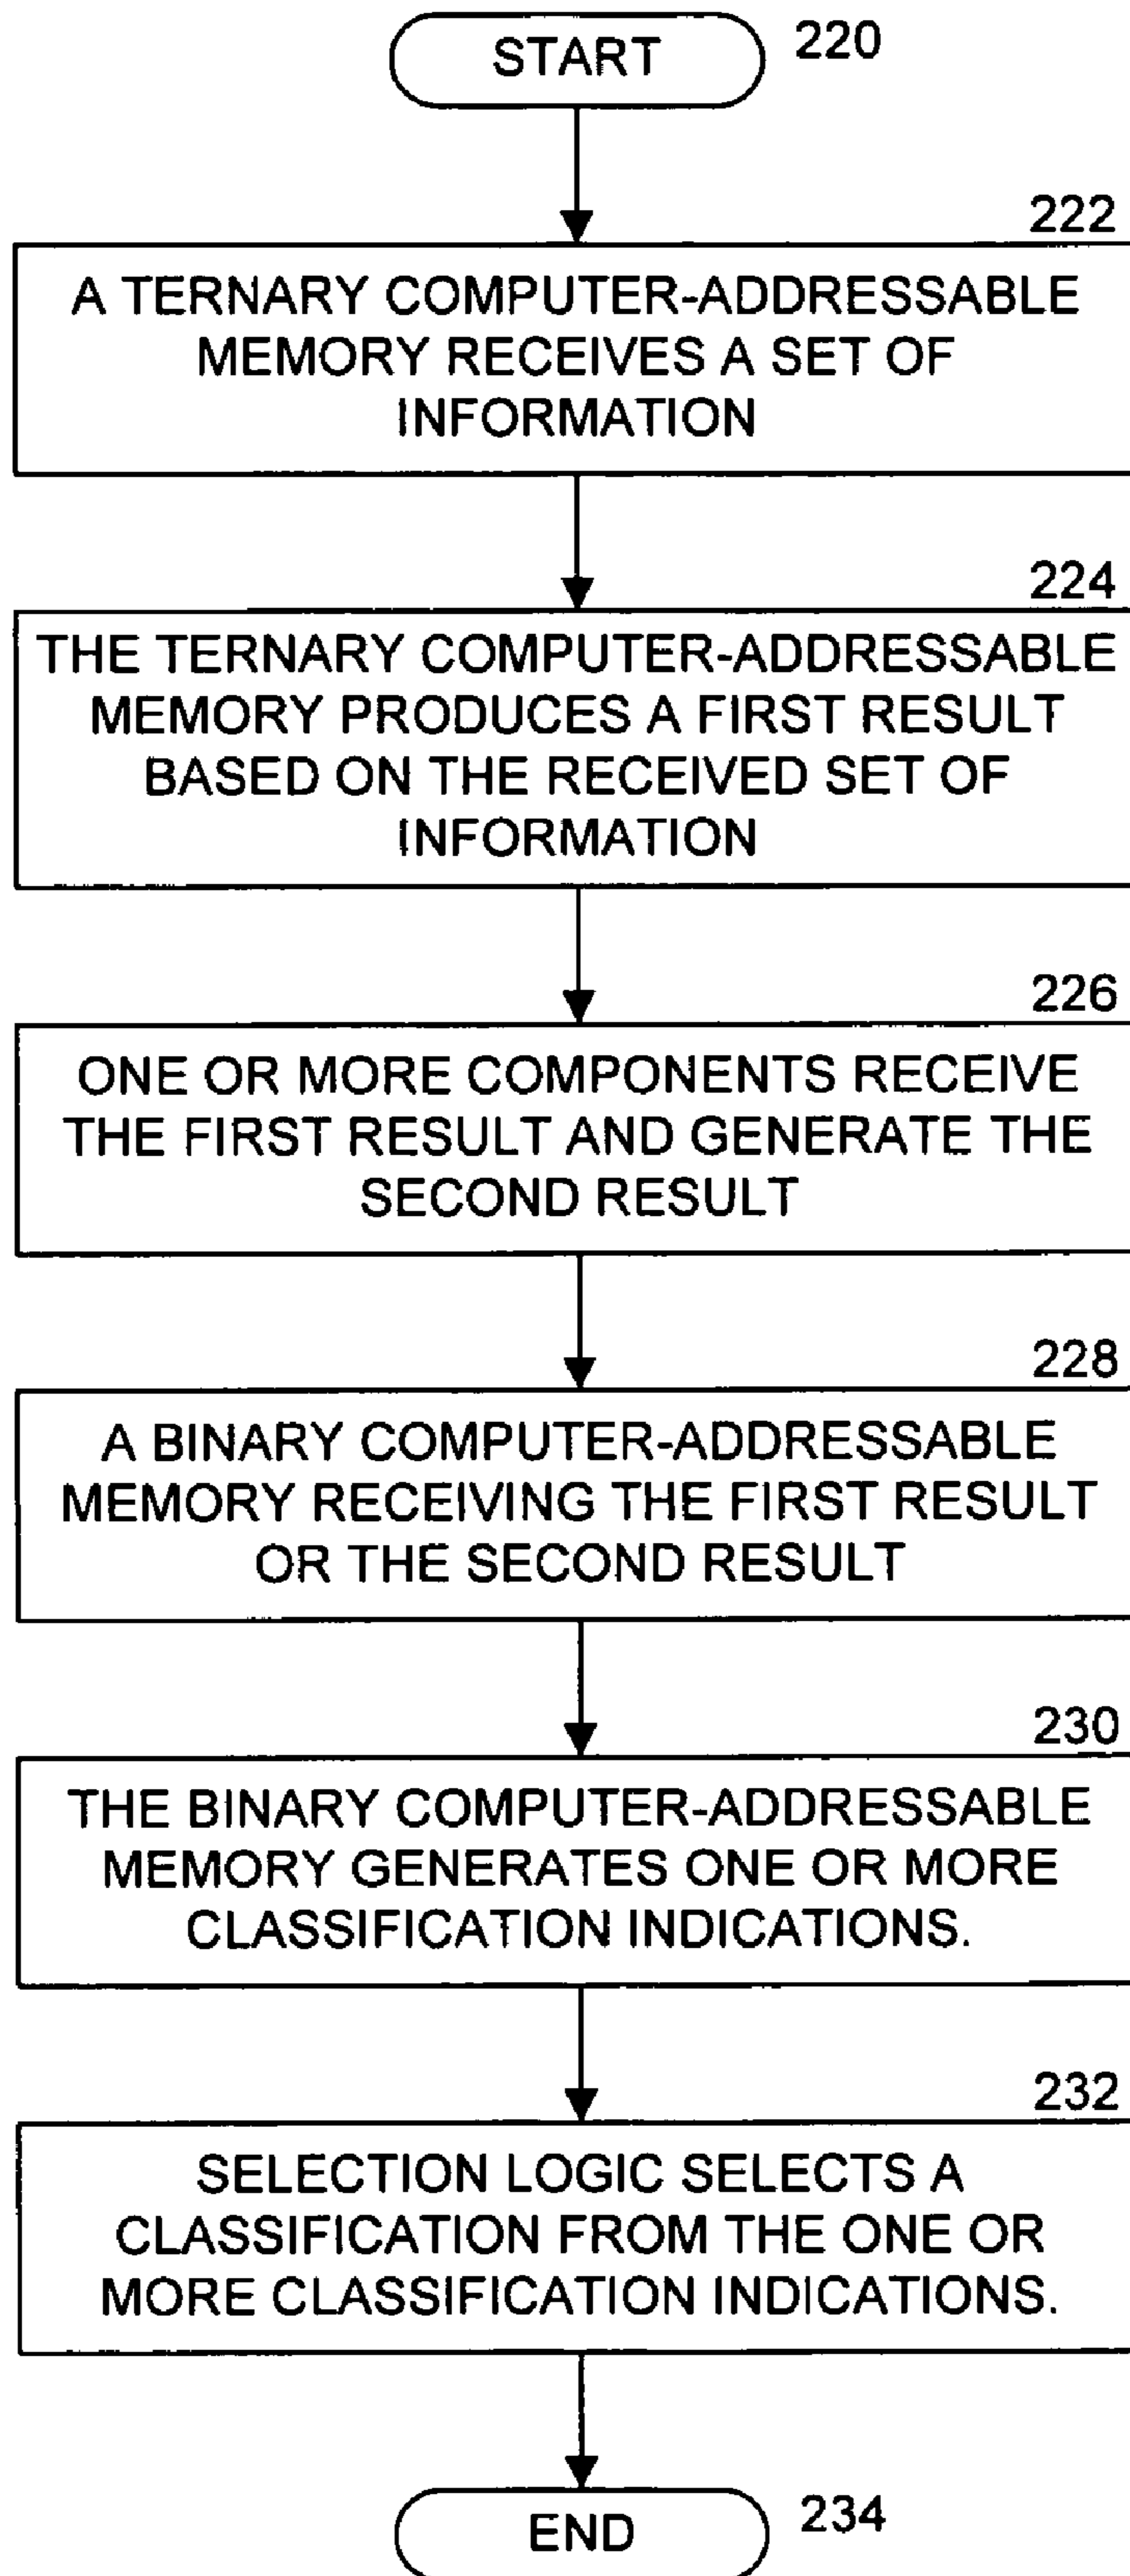 START
220
222
A TERNARY COMPUTER-ADDRESSABLE
MEMORY RECEIVES A SET OF
INFORMATION
224
THE TERNARY COMPUTER-ADDRESSABLE
MEMORY PRODUCES A FIRST RESULT
BASED ON THE RECEIVED SET OF
INFORMATION
226
ONE OR MORE COMPONENTS RECEIVE
THE FIRST RESULT AND GENERATE THE
SECOND RESULT
228
A BINARY COMPUTER-ADDRESSABLE
MEMORY RECEIVING THE FIRST RESULT
OR THE SECOND RESULT
230
THE BINARY COMPUTER-ADDRESSABLE
MEMORY GENERATES ONE OR MORE
CLASSIFICATION INDICATIONS.
232
SELECTION LOGIC SELECTS A
CLASSIFICATION FROM THE ONE OR
MORE CLASSIFICATION INDICATIONS.
END
234